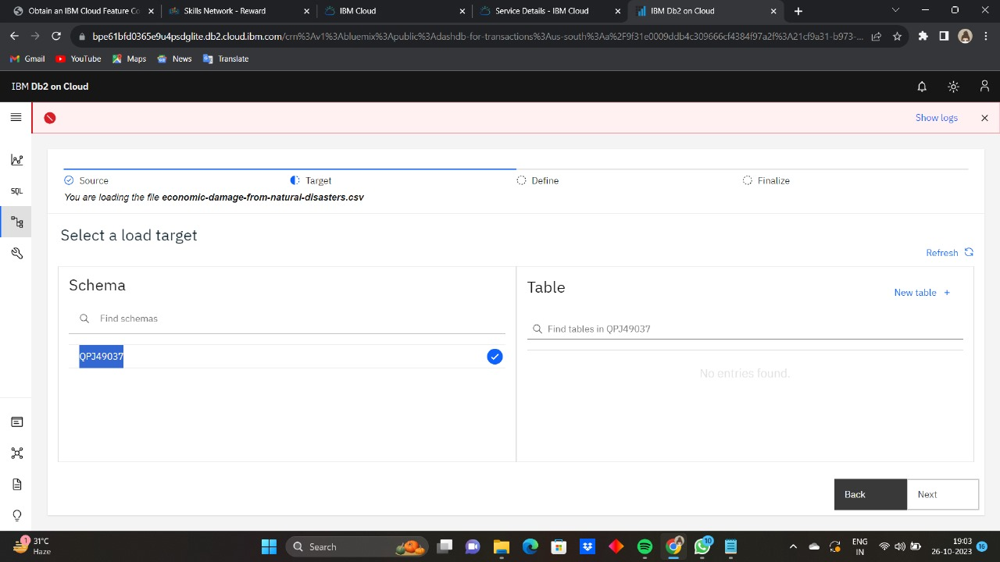 Obtain an IBM Cloud Feature Co
Skills Network - Reward
IBM Cloud
Service Details - IBM Cloud
IBM Db2 on Cloud
bpe61bfd0365e9u4psdglite.db2.cloud.ibm.com/crn%3Av1%3Abluemix%3Apublic%3Adashdb-for-transactions%3Aus-south%3Aa%2F9f31e0009ddb4c309666cf4384f97a2f%3A21cf9a31-b973-...
Gmail
YouTube
Maps
News
Translate
IBM Db2 on Cloud
Show logs
Source
Target
Define
Finalize
You are loading the file economic-damage-from-natural-disasters.csv
Select a load target
Refresh
Schema
Find schemas
QPJ49037
Table
New table +
Find tables in QPJ49037
No entries found.
Back
Next
SQL
1
31°C
Haze
Search
10
ENG
IN
19:03
26-10-2023
16